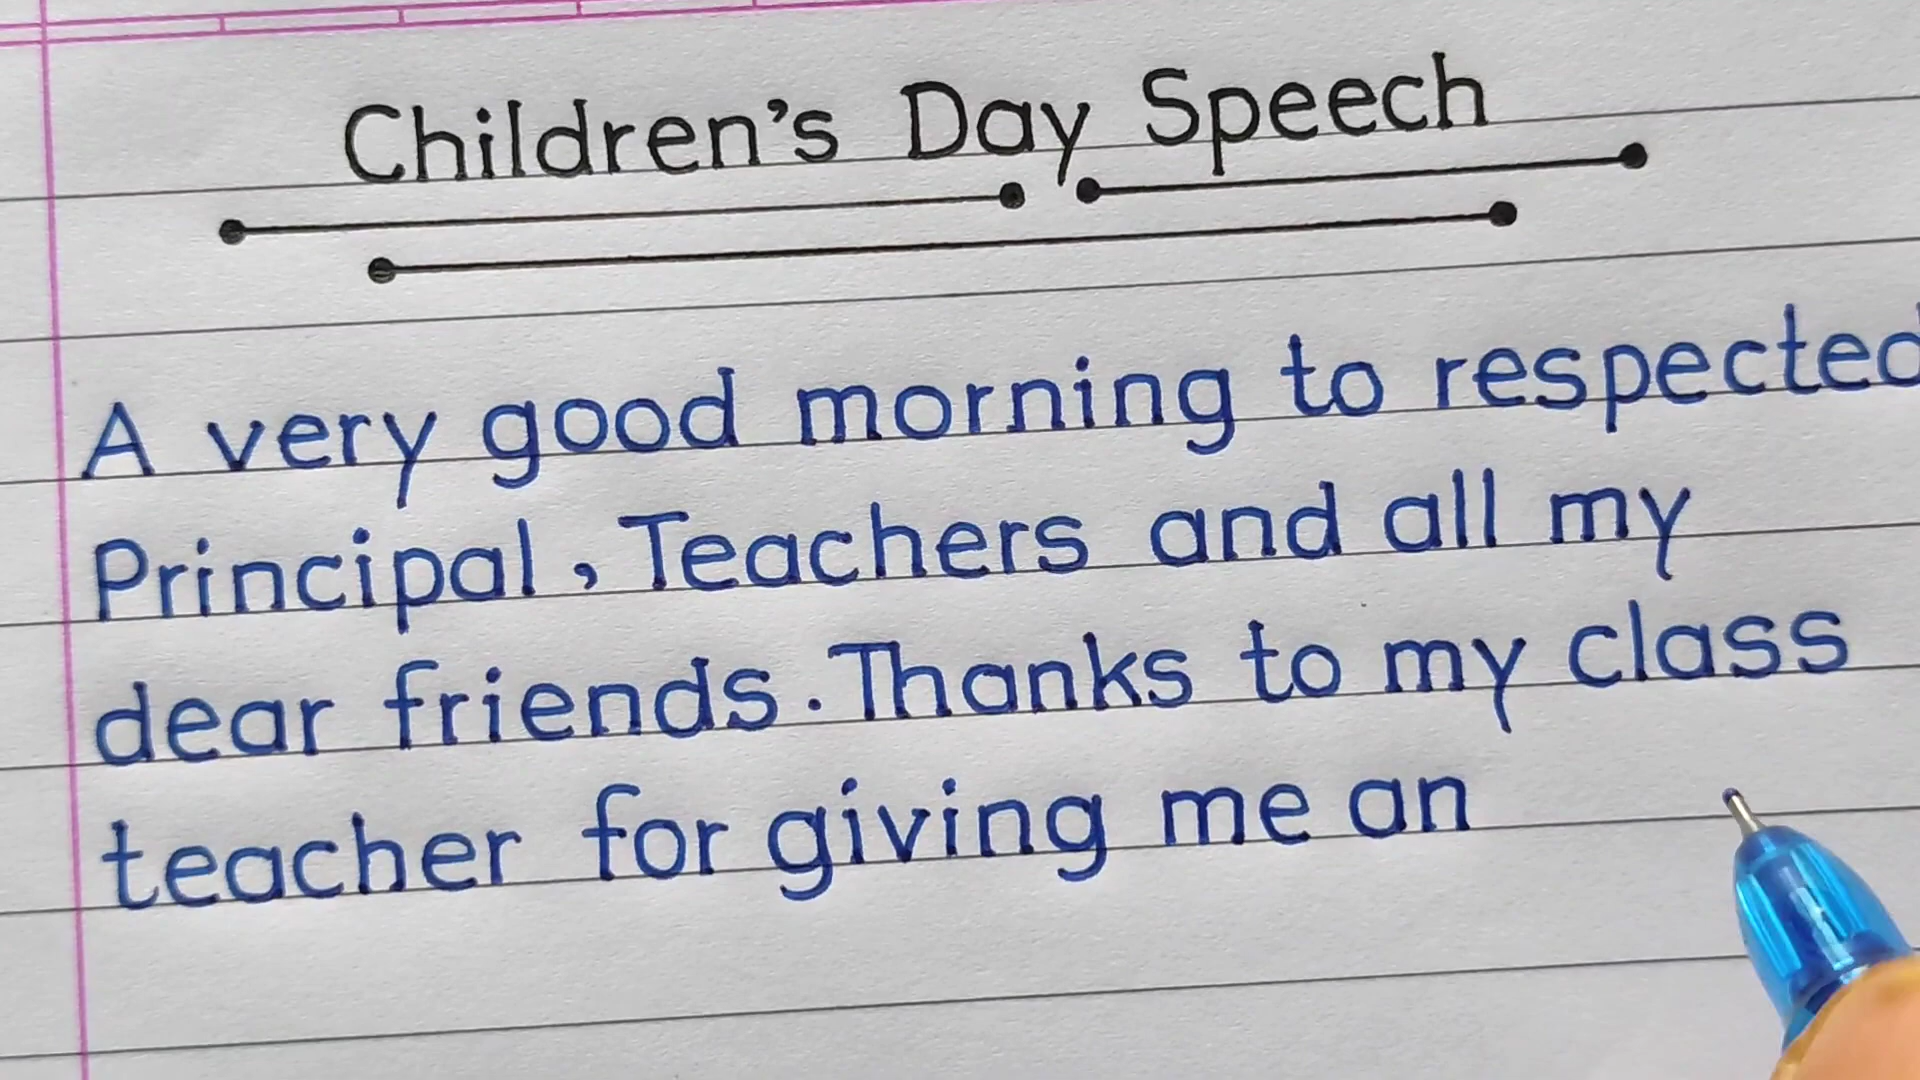 Children's Day Speech
A very good morning to respected
Principal, Teachers and all my
dear friends. Thanks to my class
teacher for giving me an